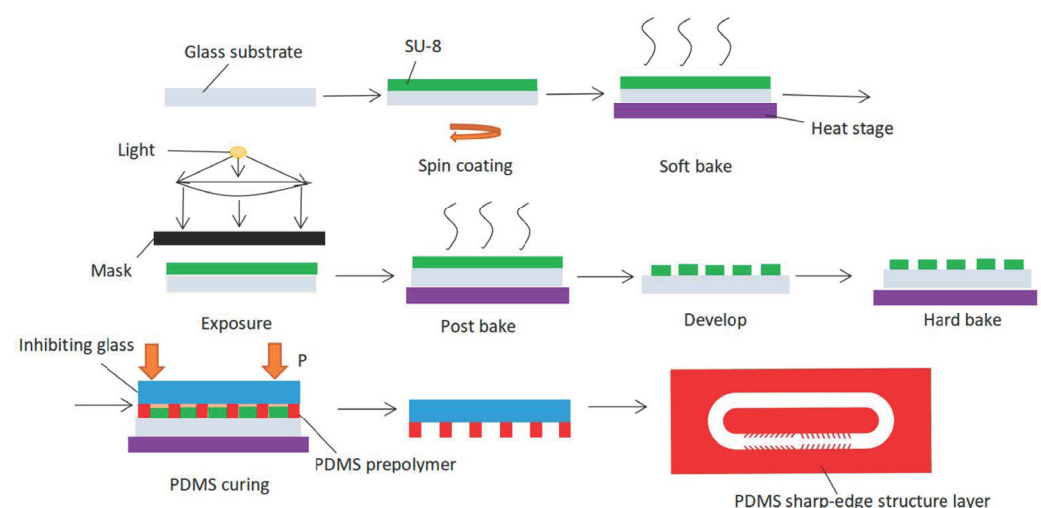 Glass substrate
SU-8
Heat stage
Spin coating
Soft bake
Light
Mask
Exposure
Post bake
Develop
Hard bake
Inhibiting glass
P
PDMS prepolymer
PDMS curing
PDMS sharp-edge structure layer